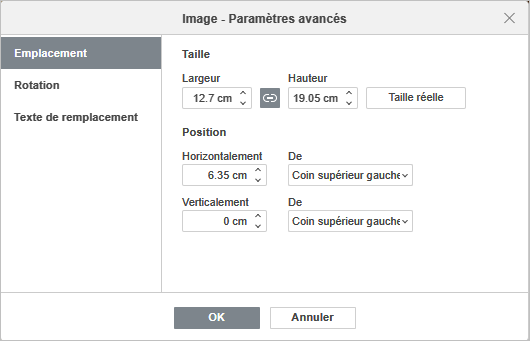 Image - Paramètres avancés
Emplacement
Rotation
Texte de remplacement
Taille
Largeur Hauteur
12.7 cm 19.05 cm Taille réelle
Position
Horizontalement De
6.35 cm Coin supérieur gauche
Verticalement De
0 cm Coin supérieur gauche
OK Annuler